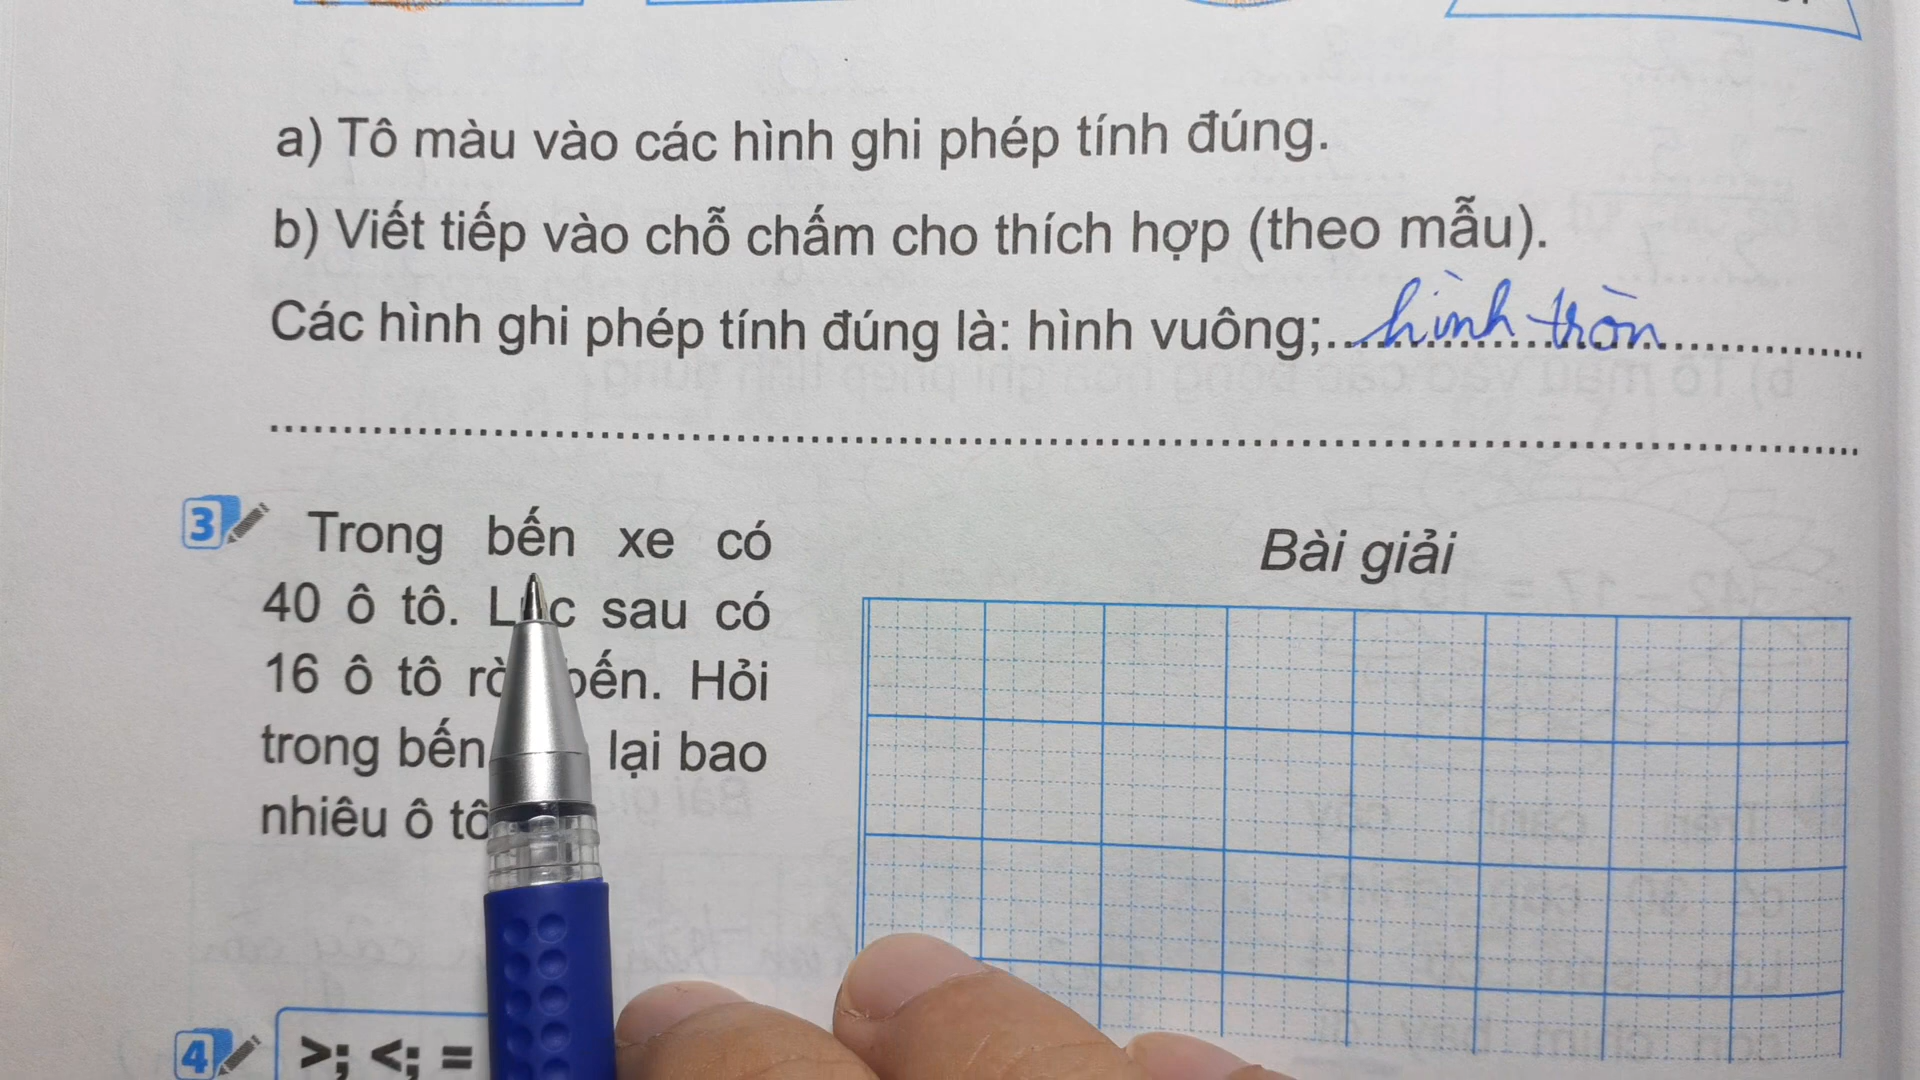 a) Tô màu vào các hình ghi phép tính đúng.
b) Viết tiếp vào chỗ chấm cho thích hợp (theo mẫu).
Các hình ghi phép tính đúng là: hình vuông; hình tròn
3 Trong bến xe có
40 ô tô. Lúc sau có
16 ô tô rời bến. Hỏi
trong bến lại bao
nhiêu ô tô
Bài giải
4 >; <; =